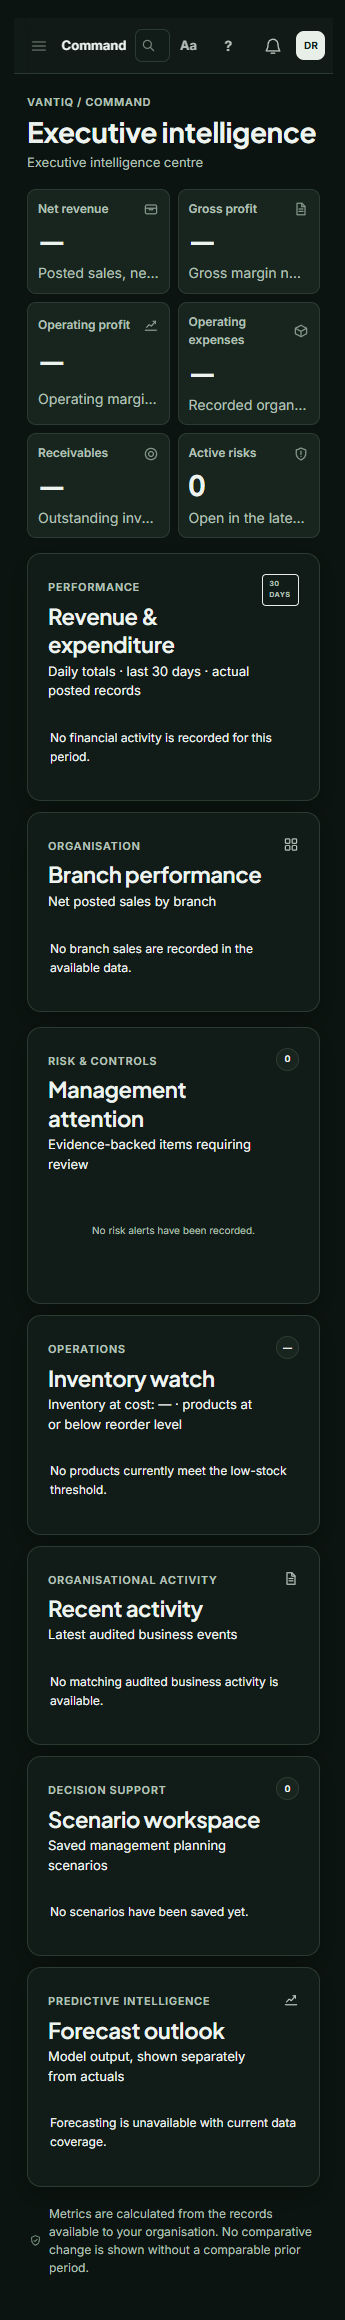 Command
Aa
?
DR
VANTIQ / COMMAND
Executive intelligence
Executive intelligence centre
Net revenue
—
Posted sales, ne...
Gross profit
—
Gross margin n...
Operating profit
—
Operating margi...
Operating
expenses
—
Recorded organ...
Receivables
—
Outstanding inv...
Active risks
0
Open in the late...
PERFORMANCE
30
DAYS
Revenue &
expenditure
Daily totals · last 30 days · actual
posted records
No financial activity is recorded for this
period.
ORGANISATION
Branch performance
Net posted sales by branch
No branch sales are recorded in the
available data.
RISK & CONTROLS
0
Management
attention
Evidence-backed items requiring
review
No risk alerts have been recorded.
OPERATIONS
—
Inventory watch
Inventory at cost: — · products at
or below reorder level
No products currently meet the low-stock
threshold.
ORGANISATIONAL ACTIVITY
Recent activity
Latest audited business events
No matching audited business activity is
available.
DECISION SUPPORT
0
Scenario workspace
Saved management planning
scenarios
No scenarios have been saved yet.
PREDICTIVE INTELLIGENCE
Forecast outlook
Model output, shown separately
from actuals
Forecasting is unavailable with current data
coverage.
Metrics are calculated from the records
available to your organisation. No comparative
change is shown without a comparable prior
period.